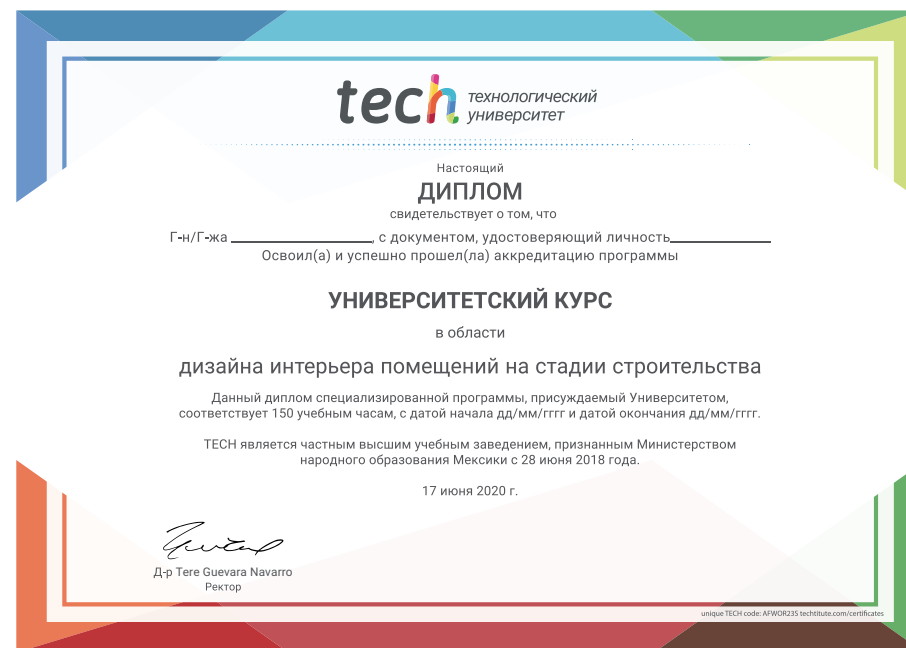 tech технологический
университет
Настоящий
ДИПЛОМ
свидетельствует о том, что
Г-н/Г-жа ____________________, с документом, удостоверяющий личность______________
Освоил(а) и успешно прошел(ла) аккредитацию программы
УНИВЕРСИТЕТСКИЙ КУРС
в области
дизайна интерьера помещений на стадии строительства
Данный диплом специализированной программы, присуждаемый Университетом,
соответствует 150 учебным часам, с датой начала дд/мм/гггг и датой окончания дд/мм/гггг.
TECH является частным высшим учебным заведением, признанным Министерством
народного образования Мексики с 28 июня 2018 года.
17 июня 2020 г.
Д-р Tere Guevara Navarro
Ректор
unique TECH code: AFWOR23S techtitute.com/certificates